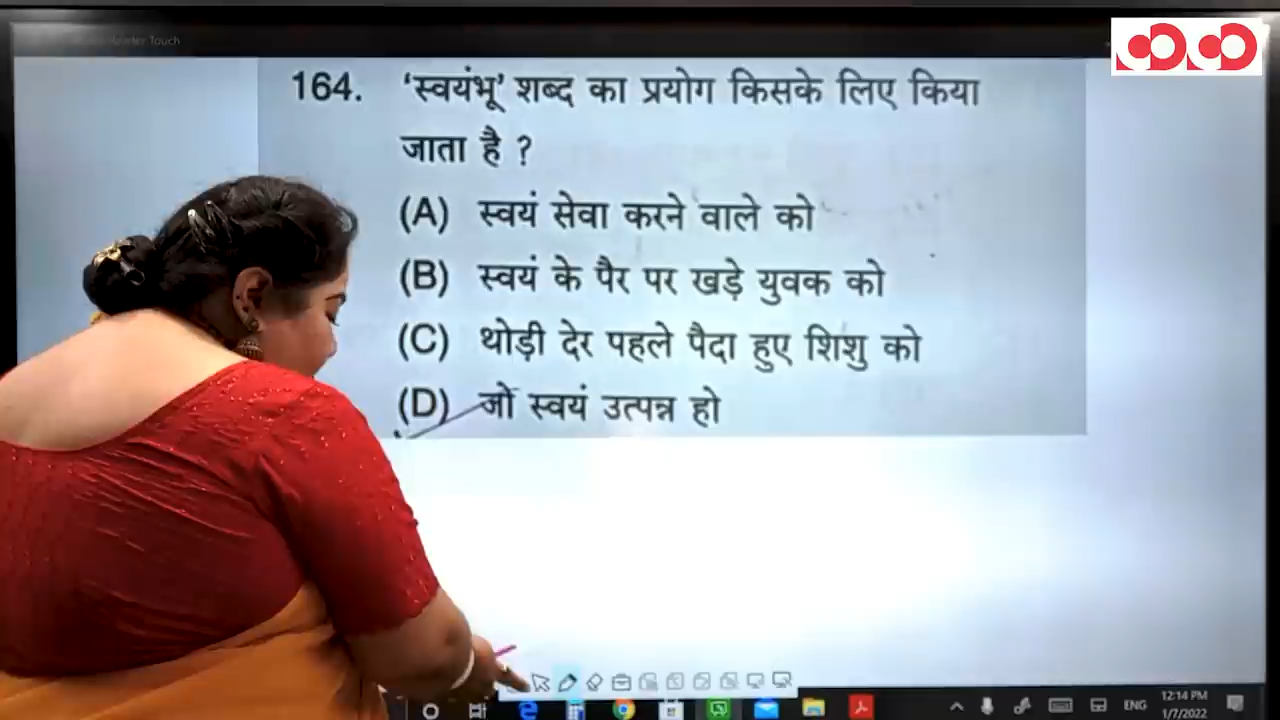 164. 'स्वयंभू' शब्द का प्रयोग किसके लिए किया
जाता है ?
(A) स्वयं सेवा करने वाले को
(B) स्वयं के पैर पर खड़े युवक को
(C) थोड़ी देर पहले पैदा हुए शिशु को
(D) जो स्वयं उत्पन्न हो
ENG
12:14 PM
1/7/2022